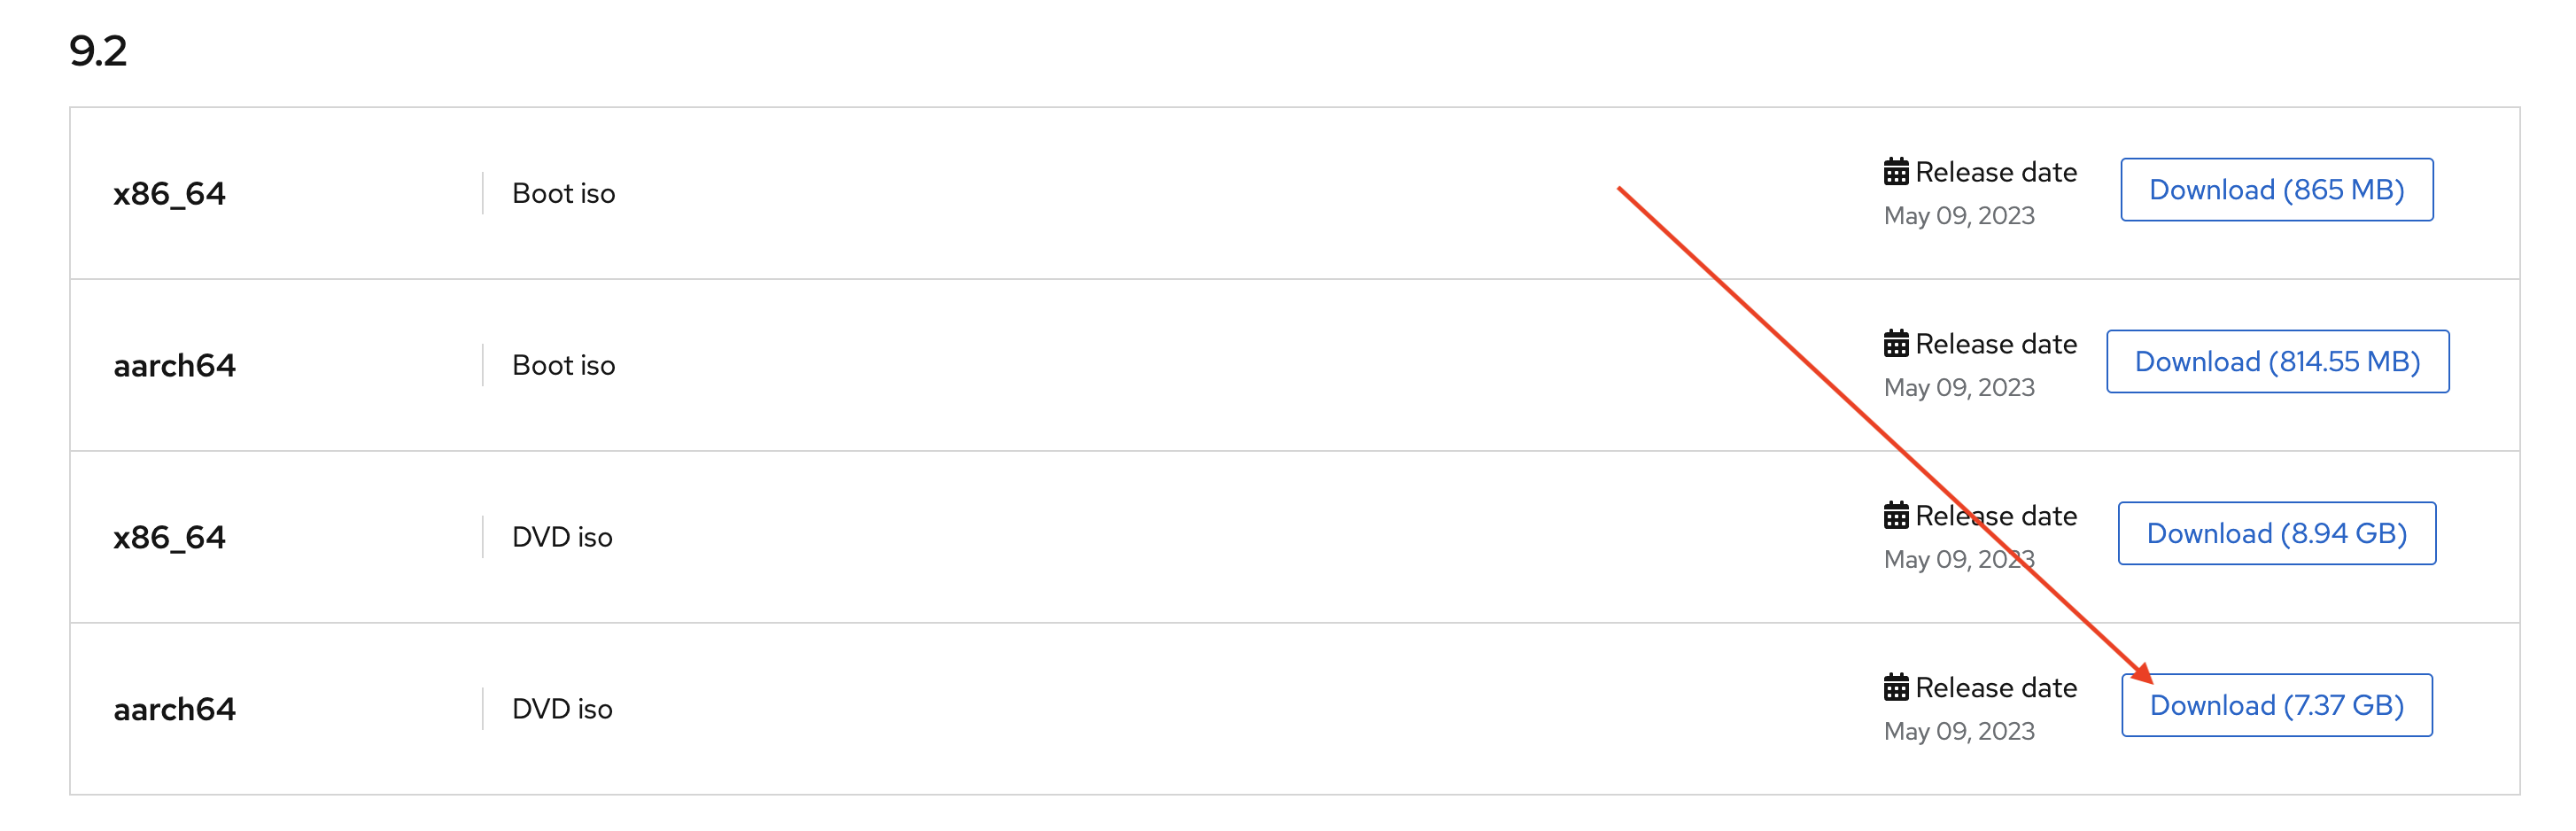 9.2
x86_64
Boot iso
Release date
May 09, 2023
Download (865 MB)
aarch64
Boot iso
Release date
May 09, 2023
Download (814.55 MB)
x86_64
DVD iso
Release date
May 09, 2023
Download (8.94 GB)
aarch64
DVD iso
Release date
May 09, 2023
Download (7.37 GB)